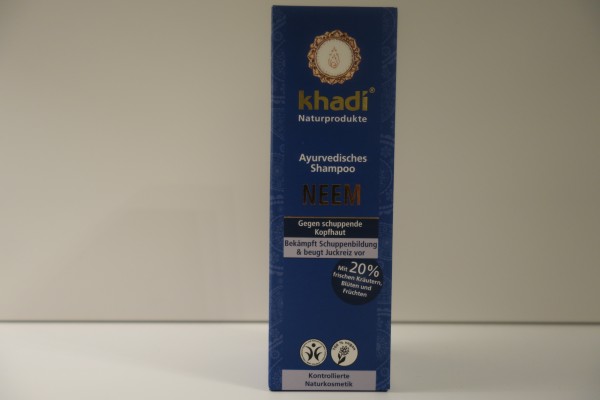 khadí®
Naturprodukte
Ayurvedisches
Shampoo
NEEM
Gegen schuppende
Kopfhaut
Bekämpft Schuppenbildung
& beugt Juckreiz vor
Mit 20%
frischen Kräutern,
Blüten und
Früchten
Kontrollierte
Naturkosmetik